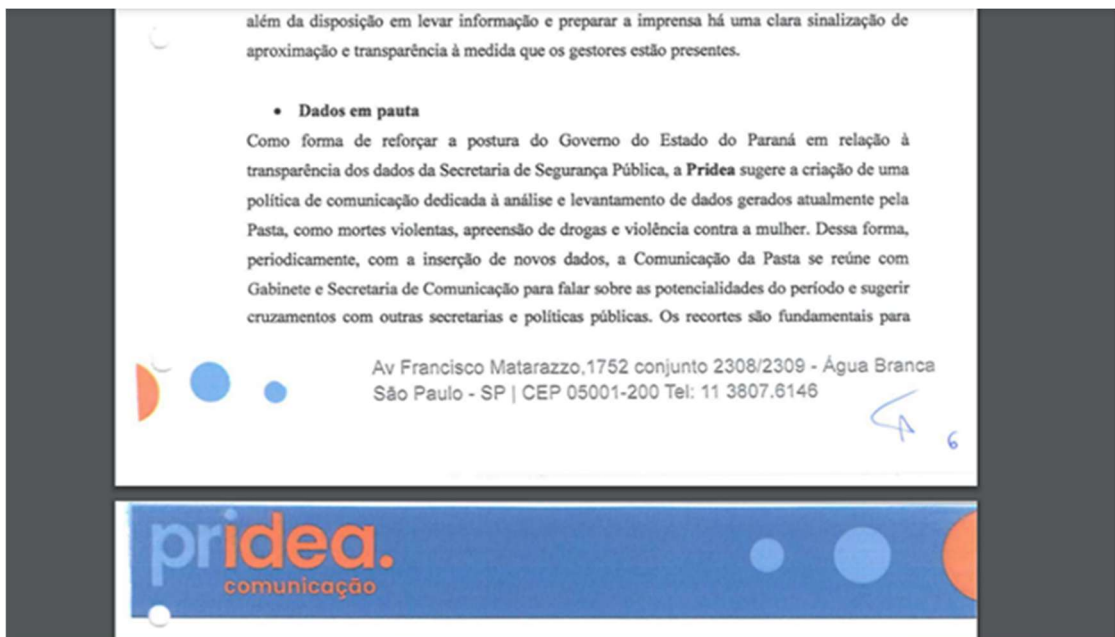 além da disposição em levar informação e preparar a imprensa há uma clara sinalização de
aproximação e transparência à medida que os gestores estão presentes.
• Dados em pauta
Como forma de reforçar a postura do Governo do Estado do Paraná em relação à
transparência dos dados da Secretaria de Segurança Pública, a Pridea sugere a criação de uma
política de comunicação dedicada à análise e levantamento de dados gerados atualmente pela
Pasta, como mortes violentas, apreensão de drogas e violência contra a mulher. Dessa forma,
periodicamente, com a inserção de novos dados, a Comunicação da Pasta se reúne com
Gabinete e Secretaria de Comunicação para falar sobre as potencialidades do período e sugerir
cruzamentos com outras secretarias e políticas públicas. Os recortes são fundamentais para
Av Francisco Matarazzo,1752 conjunto 2308/2309 - Água Branca
São Paulo - SP | CEP 05001-200 Tel: 11 3807.6146
6
pridea.
comunicação